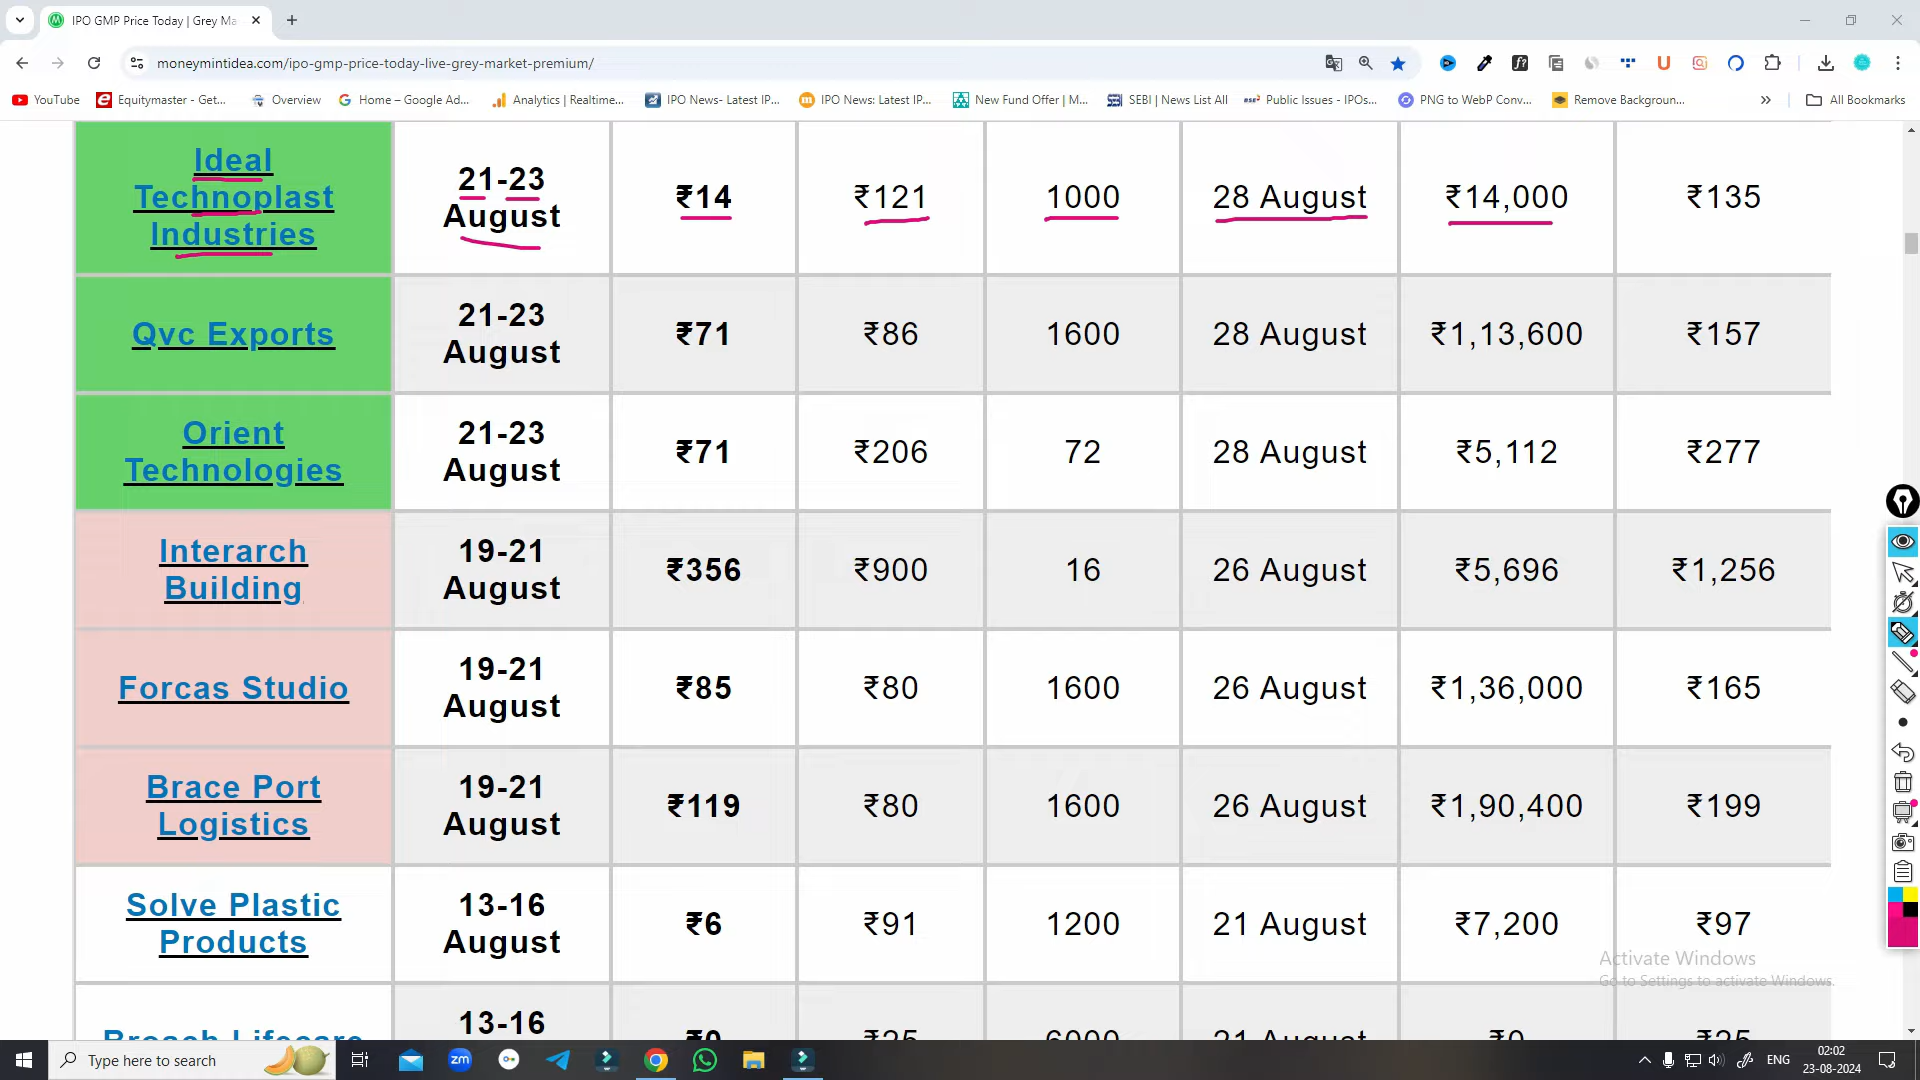 IPO GMP Price Today | Grey Ma
moneymintidea.com/ipo-gmp-price-today-live-grey-market-premium/
YouTube Equitymaster - Get... Overview Home – Google Ad... Analytics | Realtime... IPO News- Latest IP... IPO News: Latest IP... New Fund Offer | M... SEBI | News List All Public Issues - IPOs... PNG to WebP Conv... Remove Backgroun... » All Bookmarks
Ideal Technoplast Industries 21-23 August ₹14 ₹121 1000 28 August ₹14,000 ₹135
Qvc Exports 21-23 August ₹71 ₹86 1600 28 August ₹1,13,600 ₹157
Orient Technologies 21-23 August ₹71 ₹206 72 28 August ₹5,112 ₹277
Interarch Building 19-21 August ₹356 ₹900 16 26 August ₹5,696 ₹1,256
Forcas Studio 19-21 August ₹85 ₹80 1600 26 August ₹1,36,000 ₹165
Brace Port Logistics 19-21 August ₹119 ₹80 1600 26 August ₹1,90,400 ₹199
Solve Plastic Products 13-16 August ₹6 ₹91 1200 21 August ₹7,200 ₹97
13-16 ₹0 ₹25 6000 21 August ₹0 ₹25
Activate Windows
Go to Settings to activate Windows.
Type here to search
zm
ENG
02:02
23-08-2024